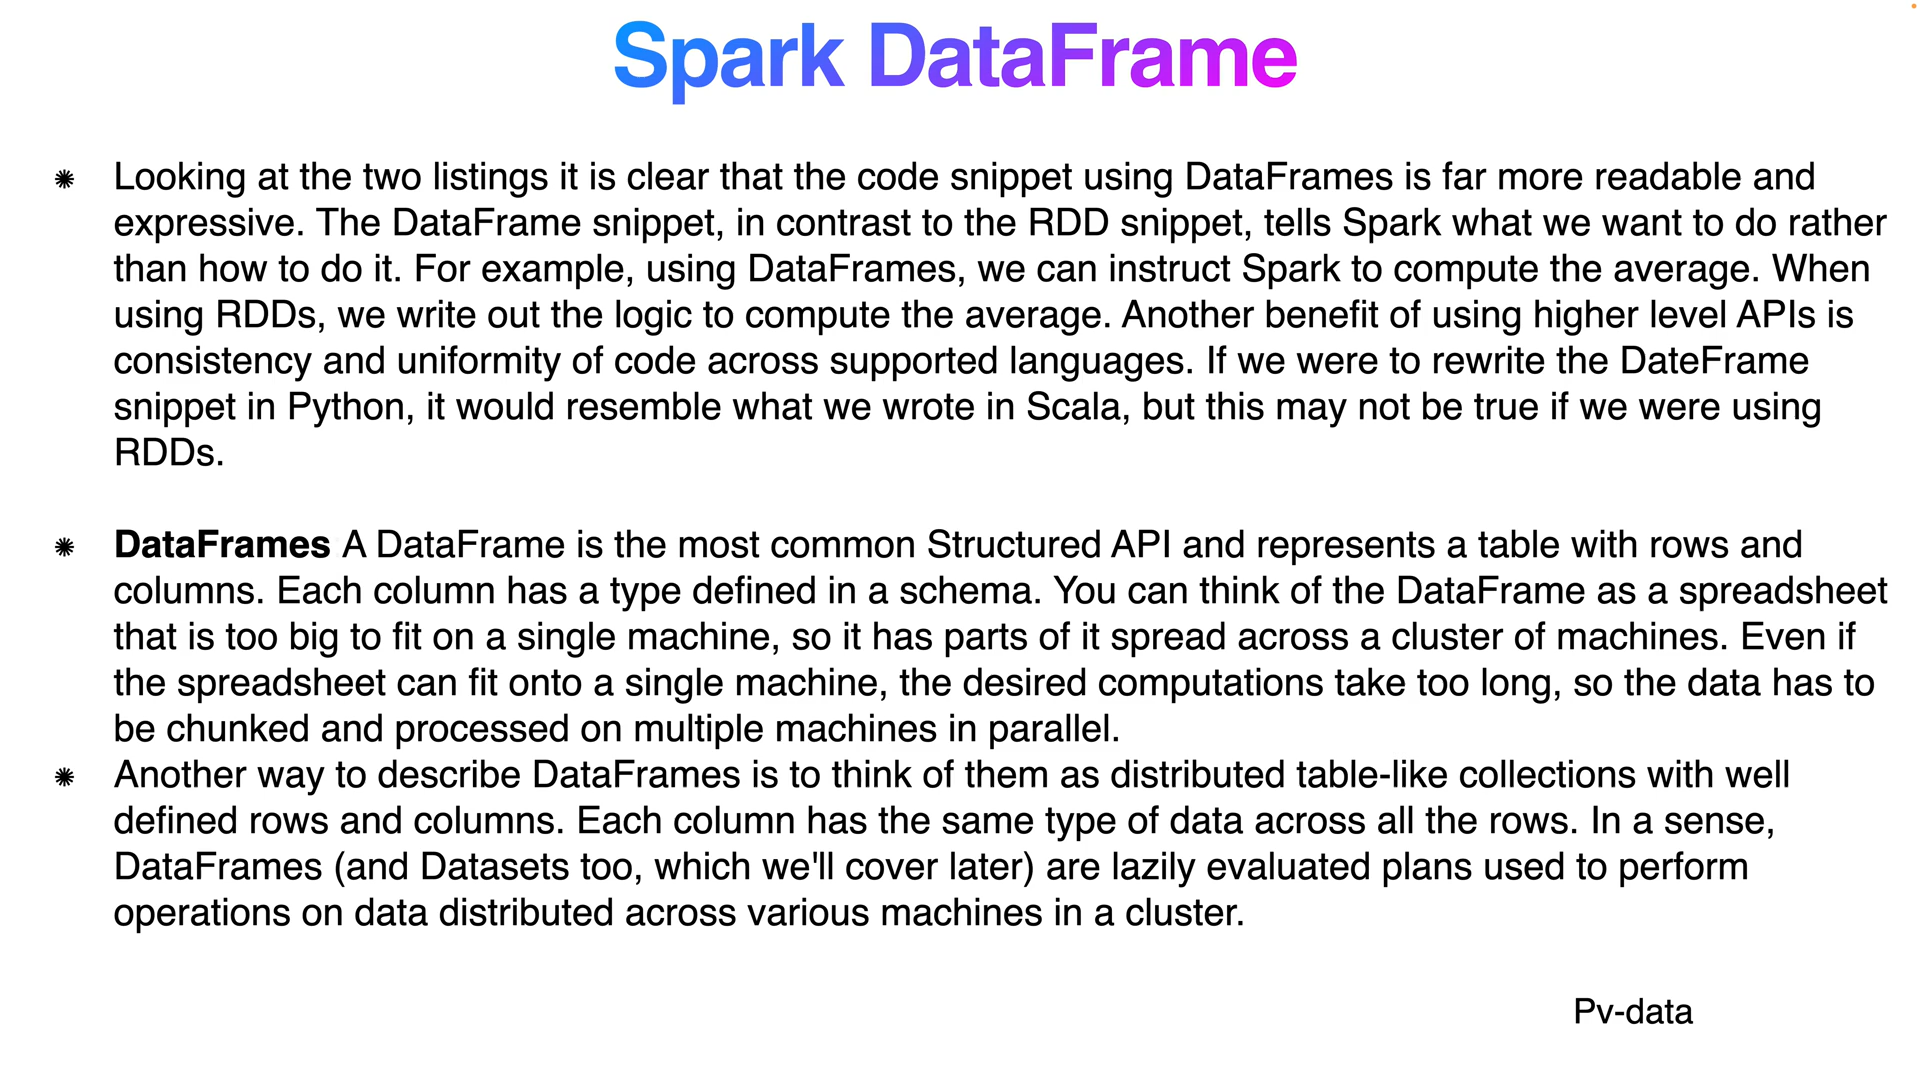 Spark DataFrame
Looking at the two listings it is clear that the code snippet using DataFrames is far more readable and
expressive. The DataFrame snippet, in contrast to the RDD snippet, tells Spark what we want to do rather
than how to do it. For example, using DataFrames, we can instruct Spark to compute the average. When
using RDDs, we write out the logic to compute the average. Another benefit of using higher level APIs is
consistency and uniformity of code across supported languages. If we were to rewrite the DateFrame
snippet in Python, it would resemble what we wrote in Scala, but this may not be true if we were using
RDDs.
DataFrames A DataFrame is the most common Structured API and represents a table with rows and
columns. Each column has a type defined in a schema. You can think of the DataFrame as a spreadsheet
that is too big to fit on a single machine, so it has parts of it spread across a cluster of machines. Even if
the spreadsheet can fit onto a single machine, the desired computations take too long, so the data has to
be chunked and processed on multiple machines in parallel.
Another way to describe DataFrames is to think of them as distributed table-like collections with well
defined rows and columns. Each column has the same type of data across all the rows. In a sense,
DataFrames (and Datasets too, which we'll cover later) are lazily evaluated plans used to perform
operations on data distributed across various machines in a cluster.
Pv-data